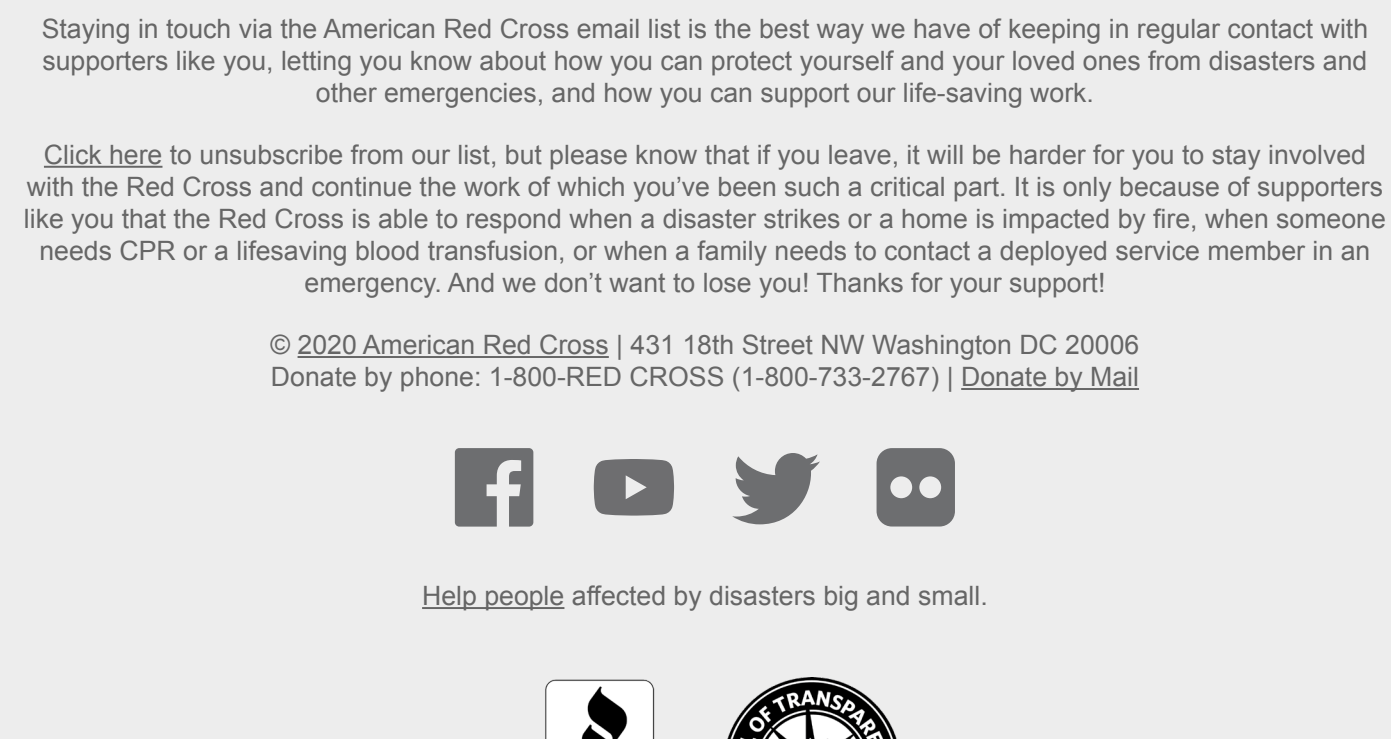 Staying in touch via the American Red Cross email list is the best way we have of keeping in regular contact with
supporters like you, letting you know about how you can protect yourself and your loved ones from disasters and
other emergencies, and how you can support our life-saving work.
Click here to unsubscribe from our list, but please know that if you leave, it will be harder for you to stay involved
with the Red Cross and continue the work of which you’ve been such a critical part. It is only because of supporters
like you that the Red Cross is able to respond when a disaster strikes or a home is impacted by fire, when someone
needs CPR or a lifesaving blood transfusion, or when a family needs to contact a deployed service member in an
emergency. And we don’t want to lose you! Thanks for your support!
© 2020 American Red Cross | 431 18th Street NW Washington DC 20006
Donate by phone: 1-800-RED CROSS (1-800-733-2767) | Donate by Mail
Help people affected by disasters big and small.
OF TRANSPARE